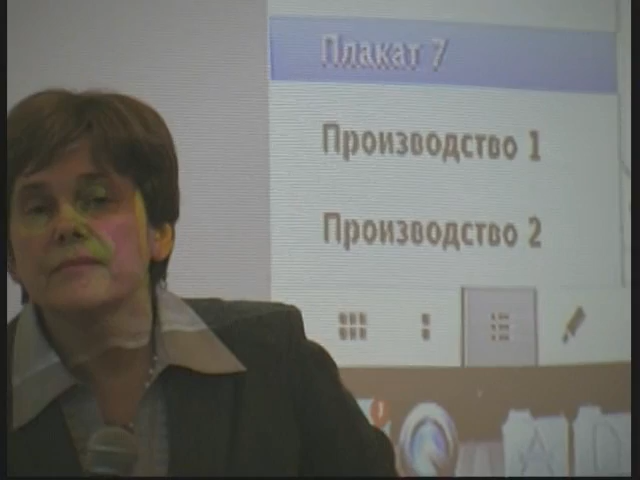 Плакат 7
Производство 1
Производство 2